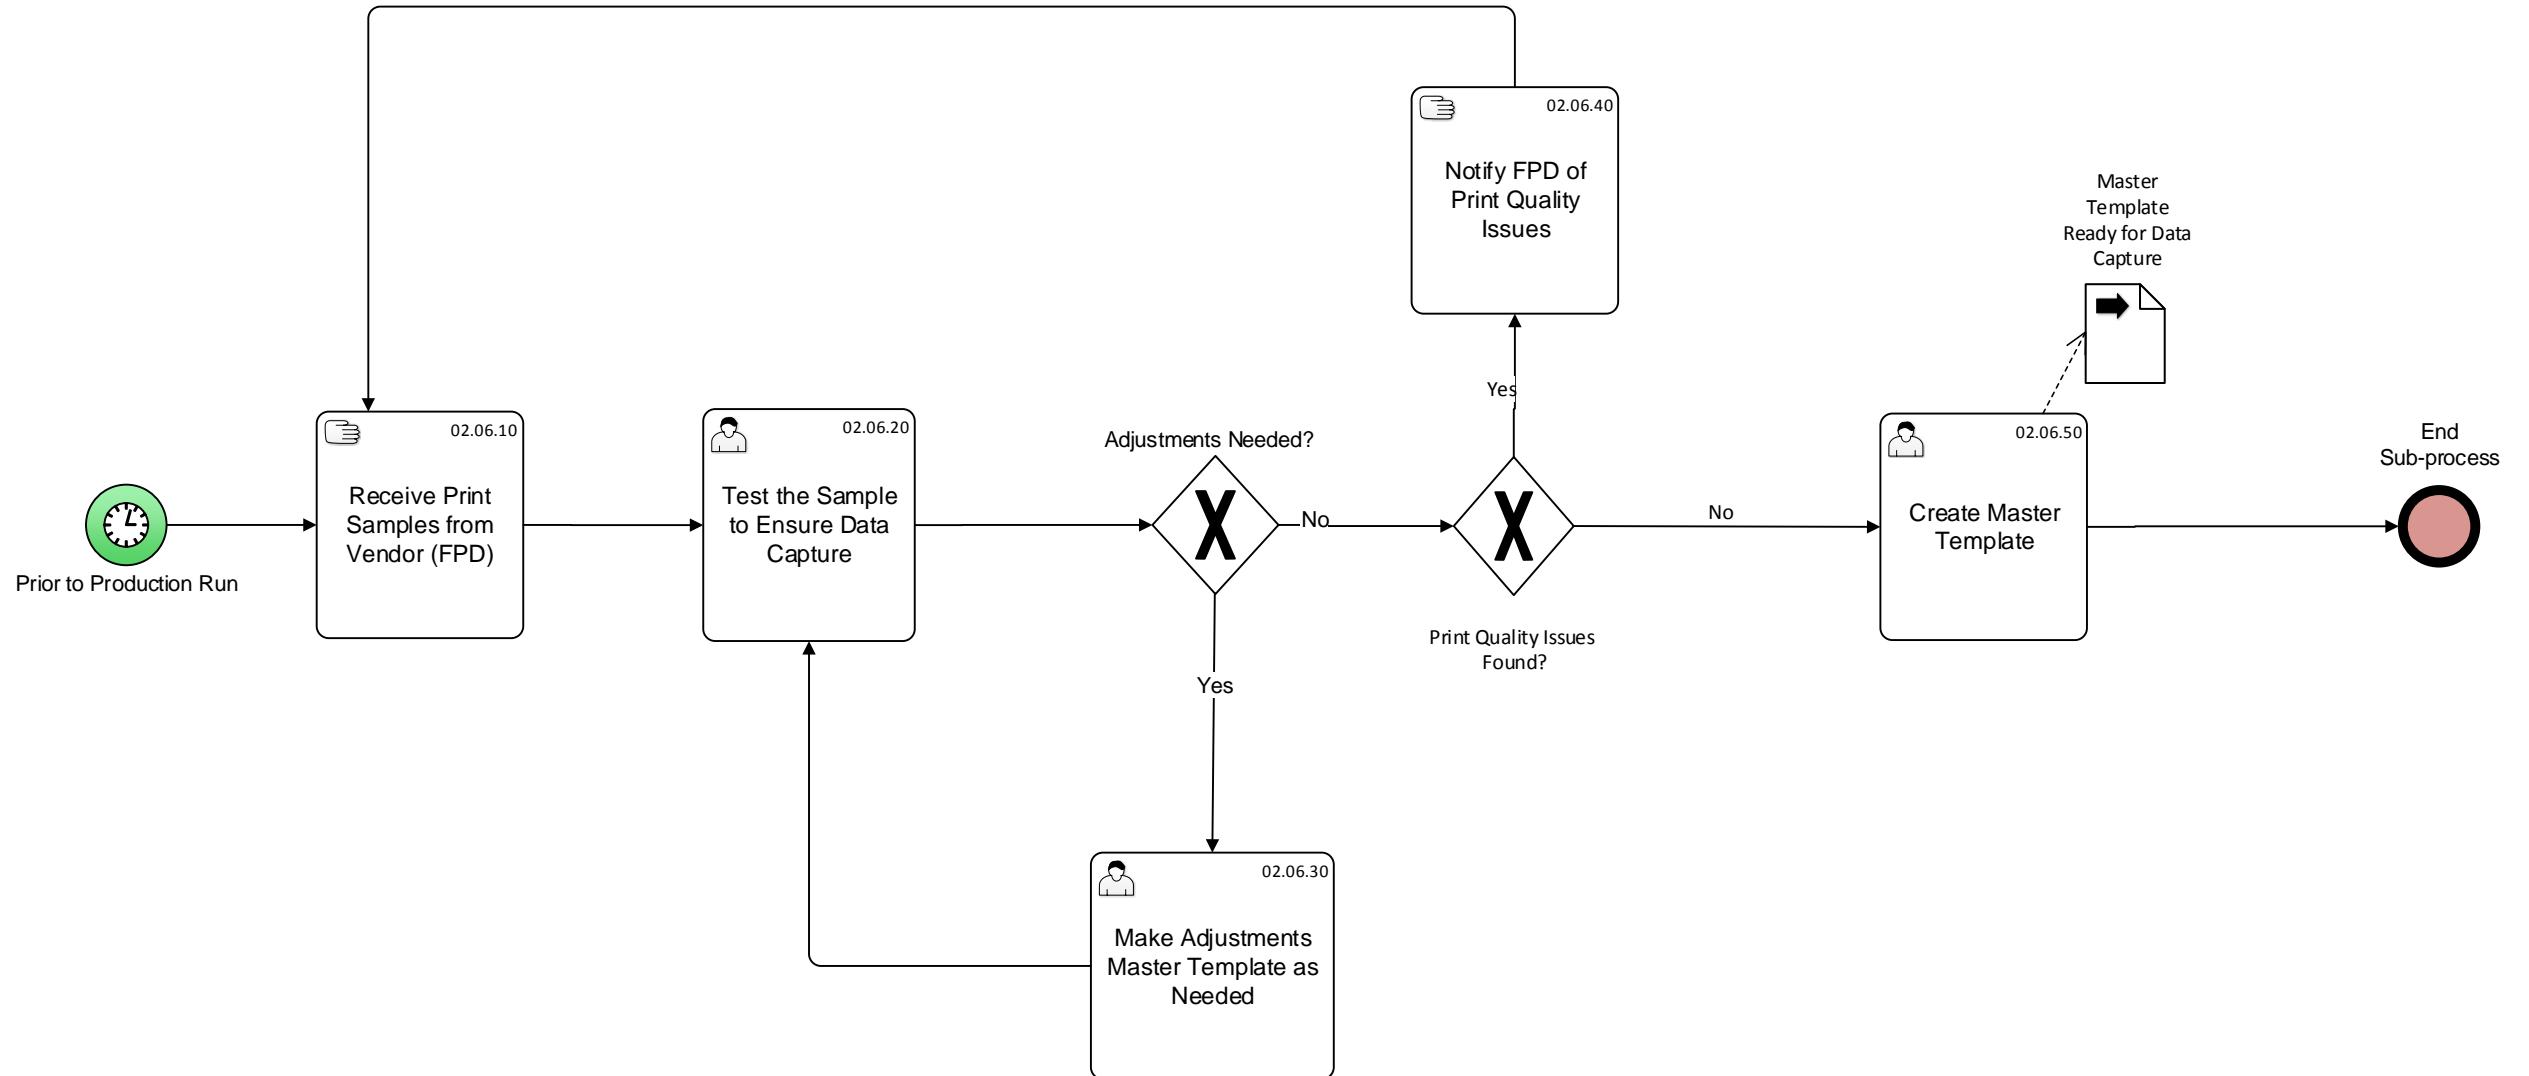 02.06.40
Notify FPD of
Print Quality
Issues
Master
Template
Ready for Data
Capture
Yes
Prior to Production Run
02.06.10
Receive Print
Samples from
Vendor (FPD)
02.06.20
Test the Sample
to Ensure Data
Capture
Adjustments Needed?
No
Print Quality Issues
Found?
No
02.06.50
Create Master
Template
End
Sub-process
Yes
02.06.30
Make Adjustments
Master Template as
Needed